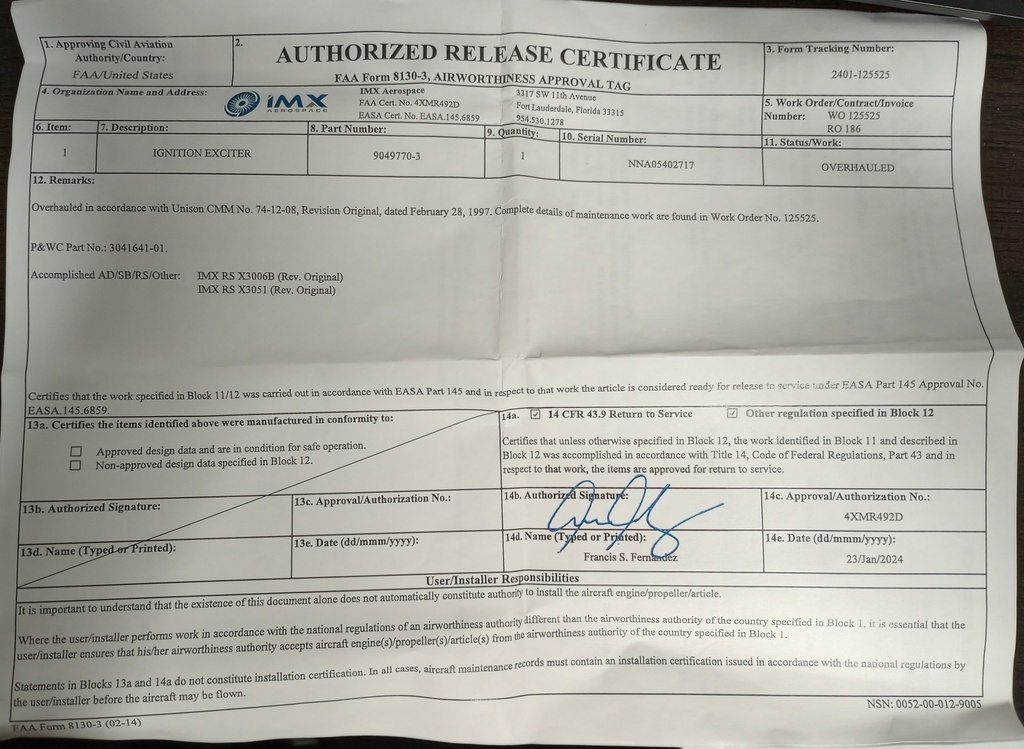 1. Approving Civil Aviation
Authority/Country:
FAA/United States
2.
AUTHORIZED RELEASE CERTIFICATE
FAA Form 8130-3, AIRWORTHINESS APPROVAL TAG
3. Form Tracking Number:
2401-125525
4. Organization Name and Address:
IMX
AEROSPACE
IMX Aerospace
FAA Cert. No. 4XMR492D
EASA Cert. No. EASA.145.6859
3317 SW 11th Avenue
Fort Lauderdale, Florida 33315
954.530.1278
5. Work Order/Contract/Invoice
Number: WO 125525
RO 186
6. Item:
1
7. Description:
IGNITION EXCITER
8. Part Number:
9049770-3
9. Quantity:
1
10. Serial Number:
NNA05402717
11. Status/Work:
OVERHAULED
12. Remarks:
Overhauled in accordance with Unison CMM No. 74-12-08, Revision Original, dated February 28, 1997. Complete details of maintenance work are found in Work Order No. 125525.
P&WC Part No.: 3041641-01.
Accomplished AD/SB/RS/Other: IMX RS X3006B (Rev. Original)
IMX RS X3051 (Rev. Original)
Certifies that the work specified in Block 11/12 was carried out in accordance with EASA Part 145 and in respect to that work the article is considered ready for release to service under EASA Part 145 Approval No.
EASA.145.6859.
13a. Certifies the items identified above were manufactured in conformity to:
Approved design data and are in condition for safe operation.
Non-approved design data specified in Block 12.
14a. ☑ 14 CFR 43.9 Return to Service ☑ Other regulation specified in Block 12
Certifies that unless otherwise specified in Block 12, the work identified in Block 11 and described in
Block 12 was accomplished in accordance with Title 14, Code of Federal Regulations, Part 43 and in
respect to that work, the items are approved for return to service.
13b. Authorized Signature:
13c. Approval/Authorization No.:
14b. Authorized Signature:
14c. Approval/Authorization No.:
4XMR492D
13d. Name (Typed or Printed):
13e. Date (dd/mmm/yyyy):
14d. Name (Typed or Printed):
Francis S. Fernandez
14e. Date (dd/mmm/yyyy):
23/Jan/2024
User/Installer Responsibilities
It is important to understand that the existence of this document alone does not automatically constitute authority to install the aircraft engine/propeller/article.
Where the user/installer performs work in accordance with the national regulations of an airworthiness authority different than the airworthiness authority of the country specified in Block 1, it is essential that the
user/installer ensures that his/her airworthiness authority accepts aircraft engine(s)/propeller(s)/article(s) from the airworthiness authority of the country specified in Block 1.
Statements in Blocks 13a and 14a do not constitute installation certification. In all cases, aircraft maintenance records must contain an installation certification issued in accordance with the national regulations by
the user/installer before the aircraft may be flown.
FAA Form 8130-3 (02-14)
NSN: 0052-00-012-9005